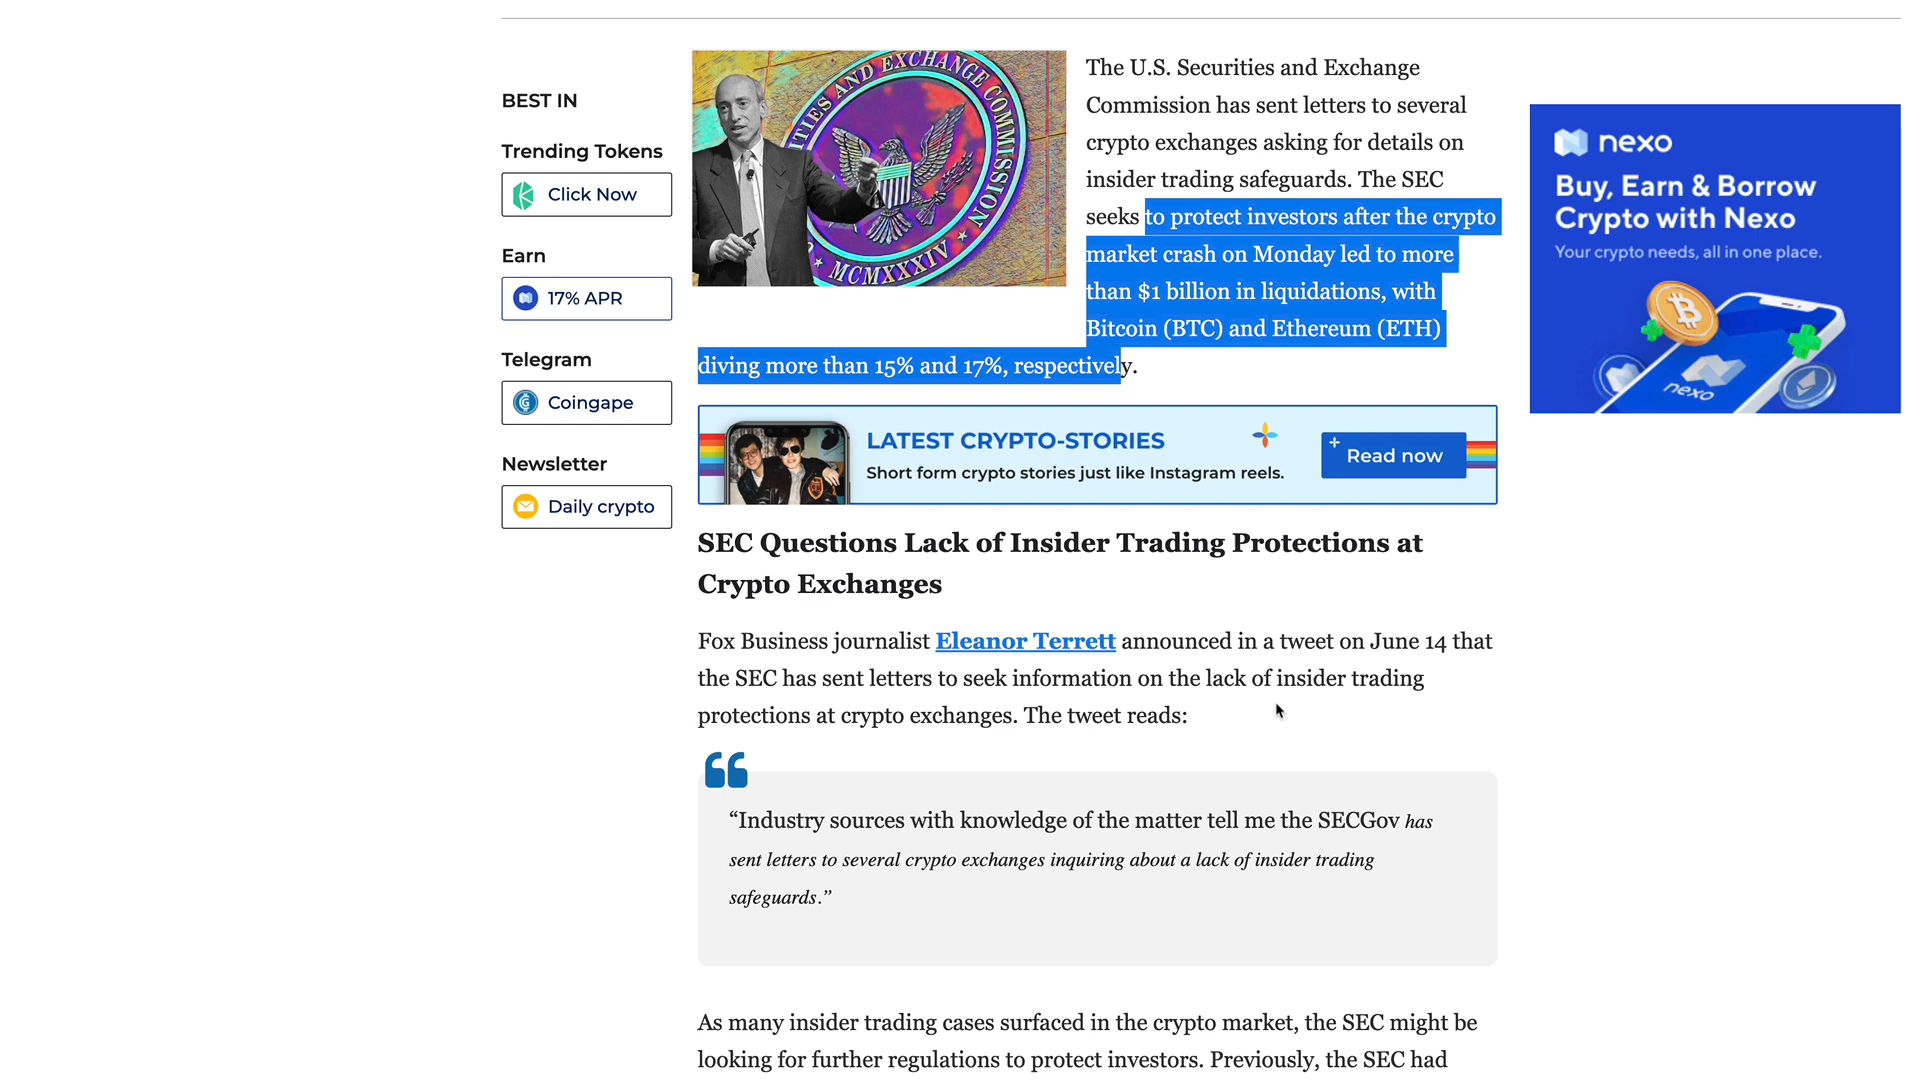 BEST IN
Trending Tokens
Click Now
Earn
17% APR
Telegram
Coingape
Newsletter
Daily crypto
ITIES AND EXCHANGE COMMISSION
★ MCMXXXIV ★
The U.S. Securities and Exchange
Commission has sent letters to several
crypto exchanges asking for details on
insider trading safeguards. The SEC
seeks to protect investors after the crypto
market crash on Monday led to more
than $1 billion in liquidations, with
Bitcoin (BTC) and Ethereum (ETH)
diving more than 15% and 17%, respectively.
LATEST CRYPTO-STORIES
Short form crypto stories just like Instagram reels.
Read now
SEC Questions Lack of Insider Trading Protections at
Crypto Exchanges
Fox Business journalist Eleanor Terrett announced in a tweet on June 14 that
the SEC has sent letters to seek information on the lack of insider trading
protections at crypto exchanges. The tweet reads:
“Industry sources with knowledge of the matter tell me the SECGov has
sent letters to several crypto exchanges inquiring about a lack of insider trading
safeguards.”
As many insider trading cases surfaced in the crypto market, the SEC might be
looking for further regulations to protect investors. Previously, the SEC had
nexo
Buy, Earn & Borrow
Crypto with Nexo
Your crypto needs, all in one place.
nexo